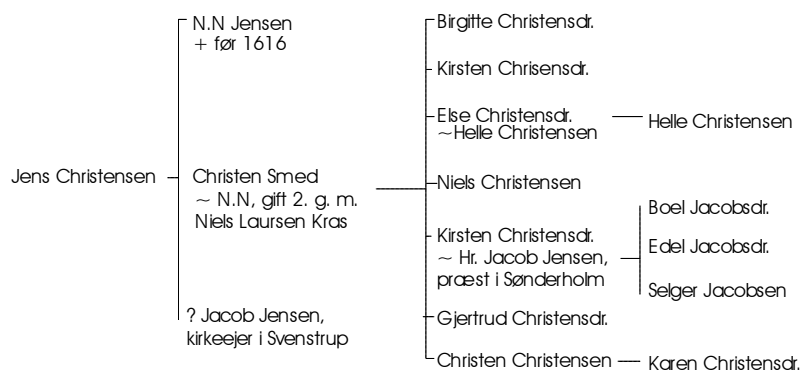 Jens Christensen
N.N Jensen
+ før 1616
Christen Smed
~ N.N, gift 2. g. m.
Niels Laursen Kras
? Jacob Jensen,
kirkeejer i Svenstrup
Birgitte Christensdr.
Kirsten Chrisensdr.
Else Christensdr.
~Helle Christensen
Niels Christensen
Kirsten Christensdr.
~ Hr. Jacob Jensen,
præst i Sønderholm
Gjertrud Christensdr.
Christen Christensen
Helle Christensen
Boel Jacobsdr.
Edel Jacobsdr.
Selger Jacobsen
Karen Christensdr.